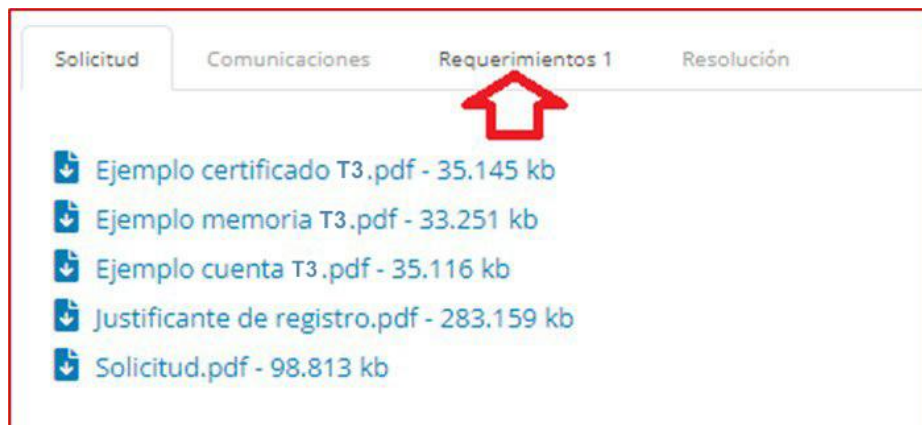 Solicitud Comunicaciones Requerimientos 1 Resolución
Ejemplo certificado T3.pdf - 35.145 kb
Ejemplo memoria T3.pdf - 33.251 kb
Ejemplo cuenta T3.pdf - 35.116 kb
Justificante de registro.pdf - 283.159 kb
Solicitud.pdf - 98.813 kb